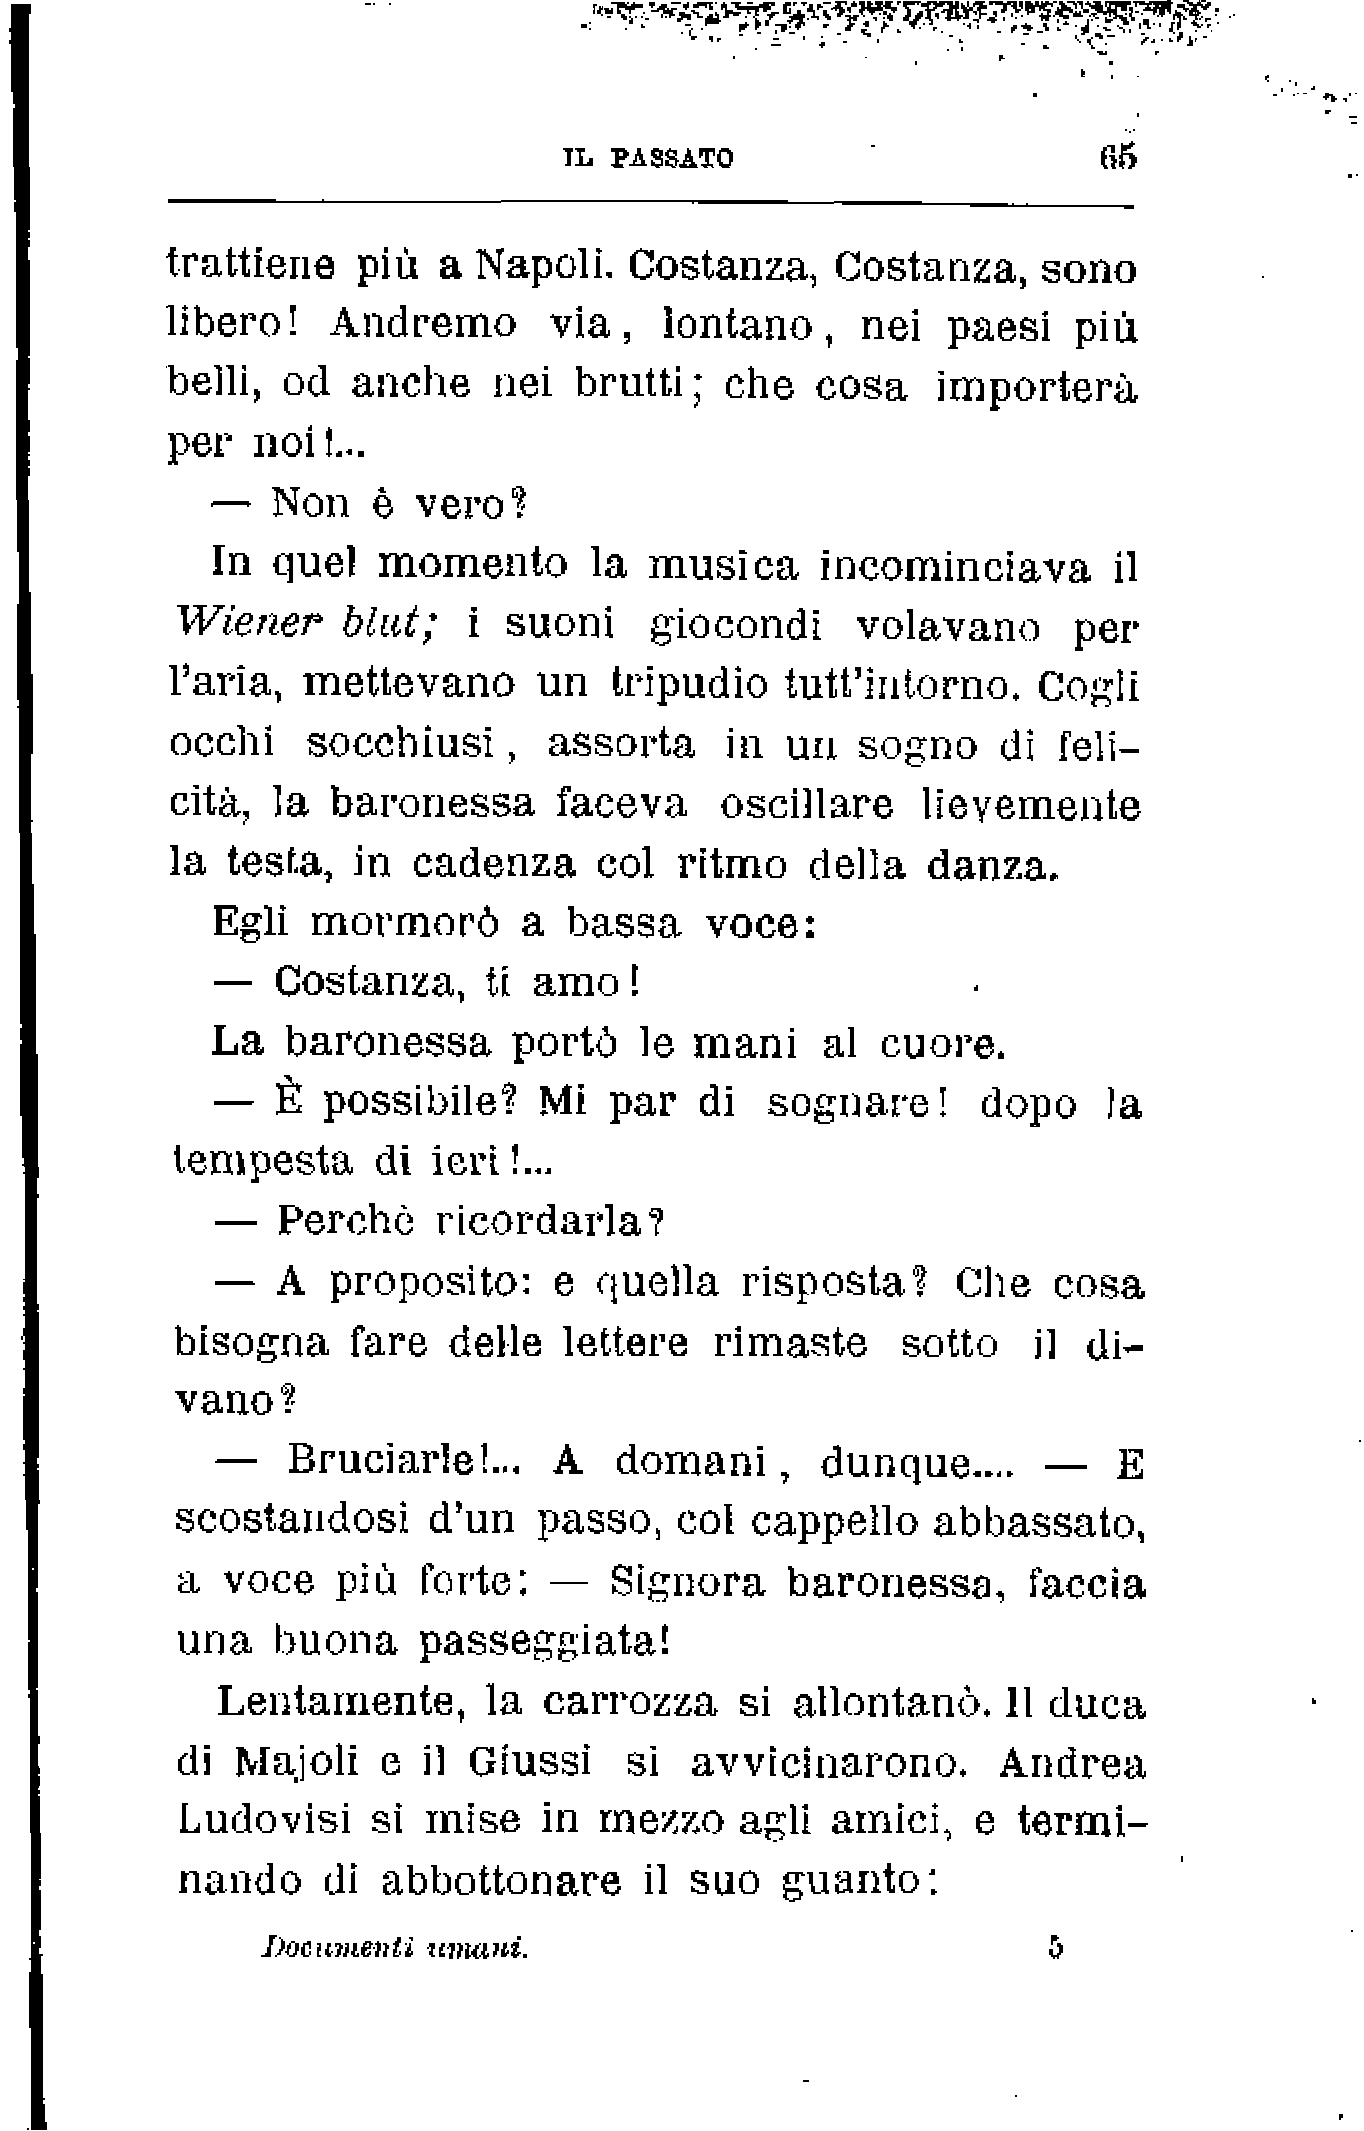 IL PASSATO 65
trattiene più a Napoli. Costanza, Costanza, sono
libero! Andremo via, lontano, nei paesi più
belli, od anche nei brutti; che cosa importerà
per noi!...
— Non è vero?
In quel momento la musica incominciava il
Wiener blut; i suoni giocondi volavano per
l'aria, mettevano un tripudio tutt'intorno. Cogli
occhi socchiusi, assorta in un sogno di feli-
cità, la baronessa faceva oscillare lievemente
la testa, in cadenza col ritmo della danza.
Egli mormorò a bassa voce:
— Costanza, ti amo!
La baronessa portò le mani al cuore.
— È possibile? Mi par di sognare! dopo la
tempesta di ieri!...
— Perchè ricordarla?
— A proposito: e quella risposta? Che cosa
bisogna fare delle lettere rimaste sotto il di-
vano?
— Bruciarle!... A domani, dunque.... — E
scostandosi d'un passo, col cappello abbassato,
a voce più forte: — Signora baronessa, faccia
una buona passeggiata!
Lentamente, la carrozza si allontanò. Il duca
di Majoli e il Giussi si avvicinarono. Andrea
Ludovisi si mise in mezzo agli amici, e termi-
nando di abbottonare il suo guanto:
Documenti umani. 5